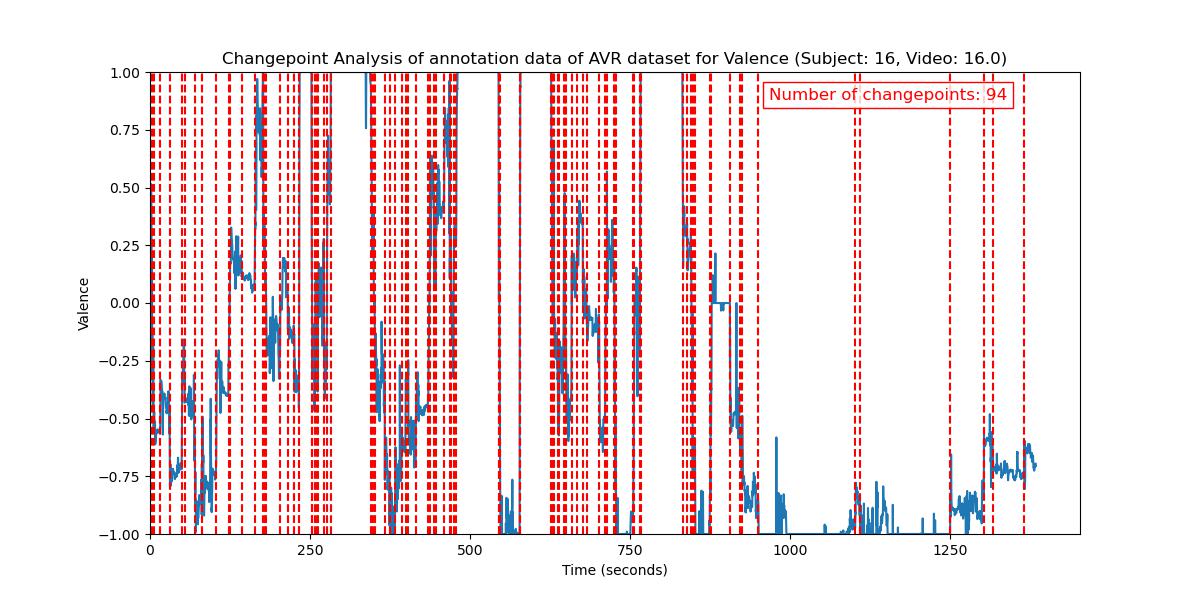 Changepoint Analysis of annotation data of AVR dataset for Valence (Subject: 16, Video: 16.0)
Number of changepoints: 94
1.00
0.75
0.50
0.25
0.00
−0.25
−0.50
−0.75
−1.00
Valence
0 250 500 750 1000 1250
Time (seconds)